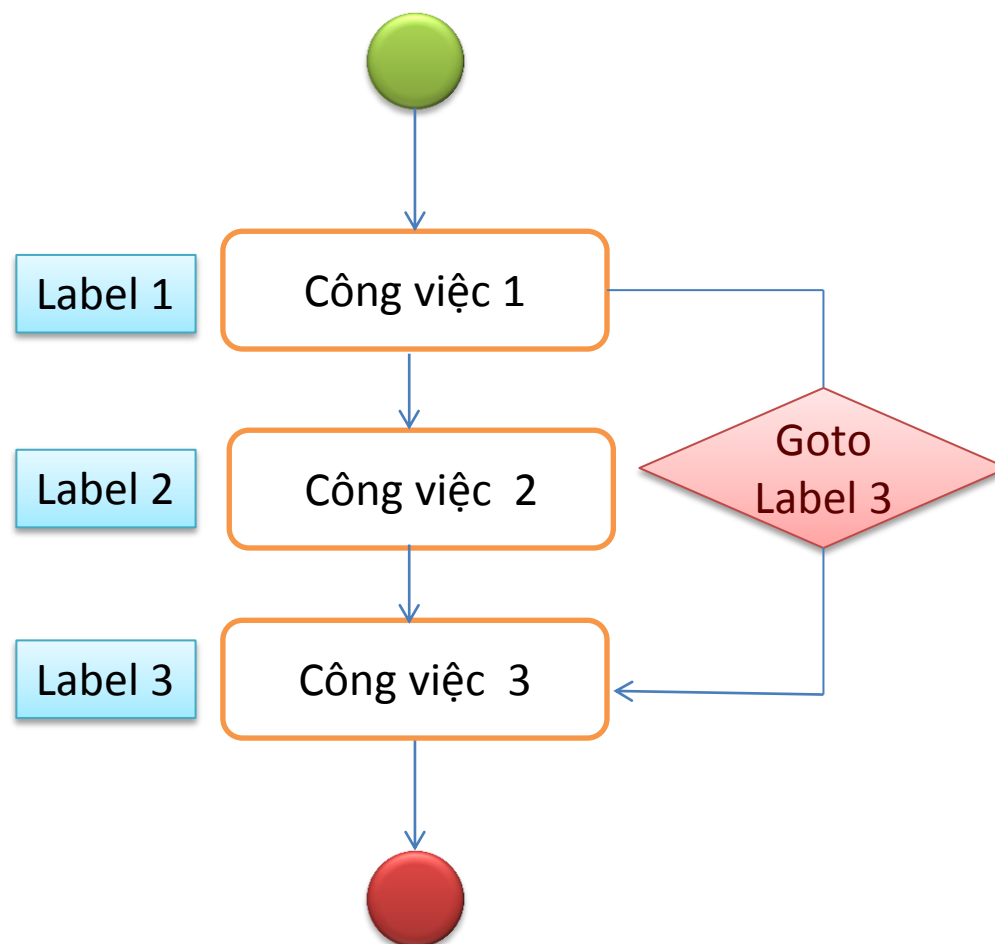 Label 1
Công việc 1
Goto
Label 3
Label 2
Công việc  2
Label 3
Công việc  3